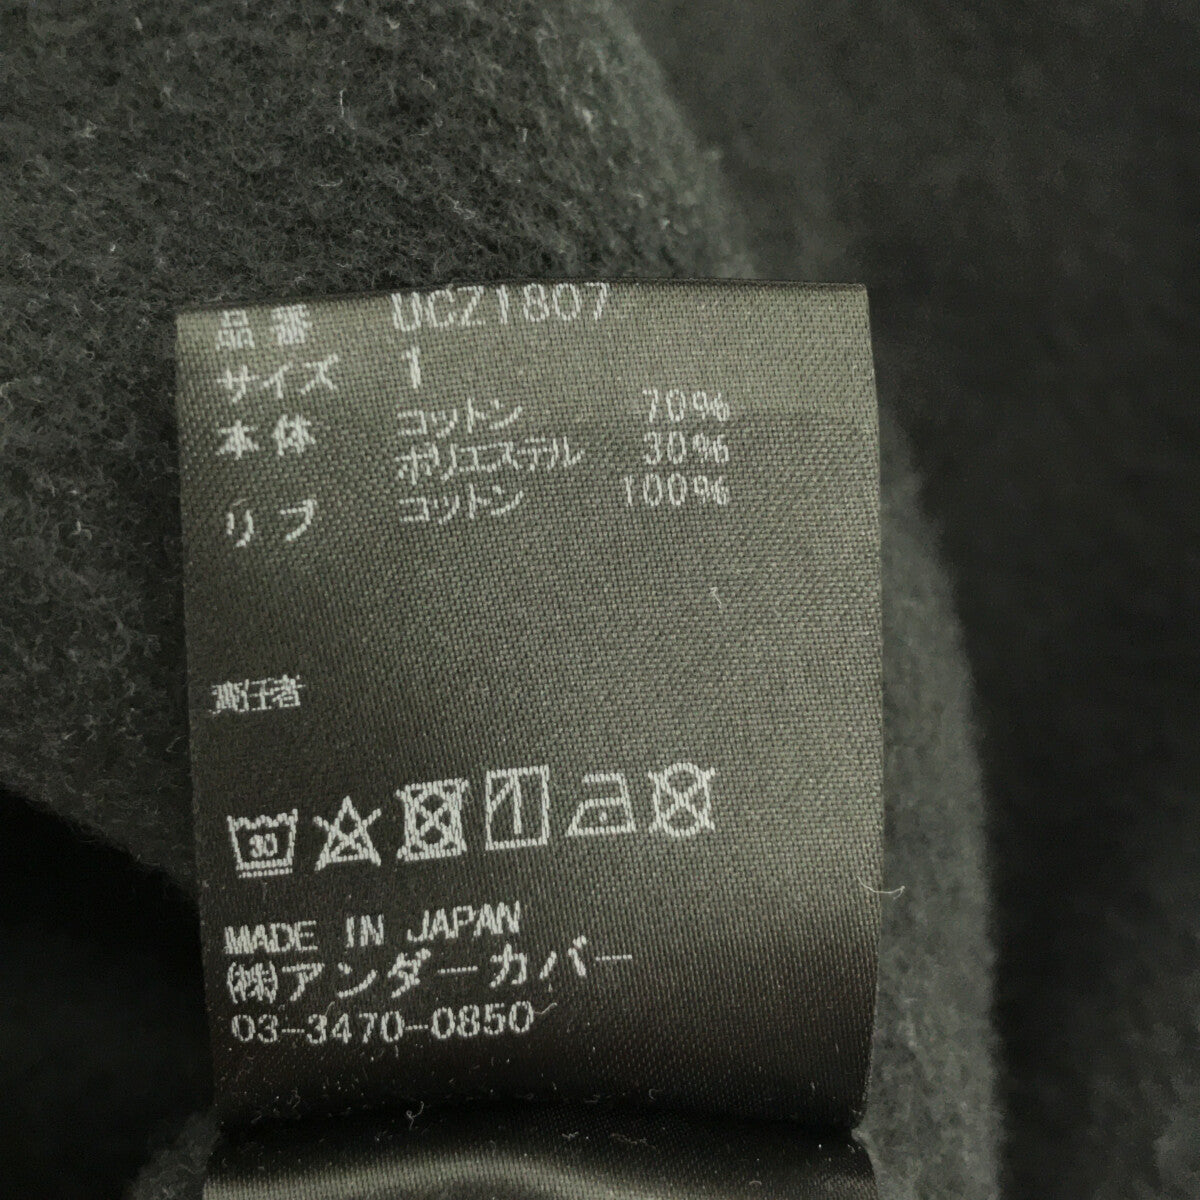 品番 UCZ1807
サイズ 1
本体 コットン 70%
ポリエステル 30%
リブ コットン 100%
責任者
30
MADE IN JAPAN
(株)アンダーカバー
03-3470-0850